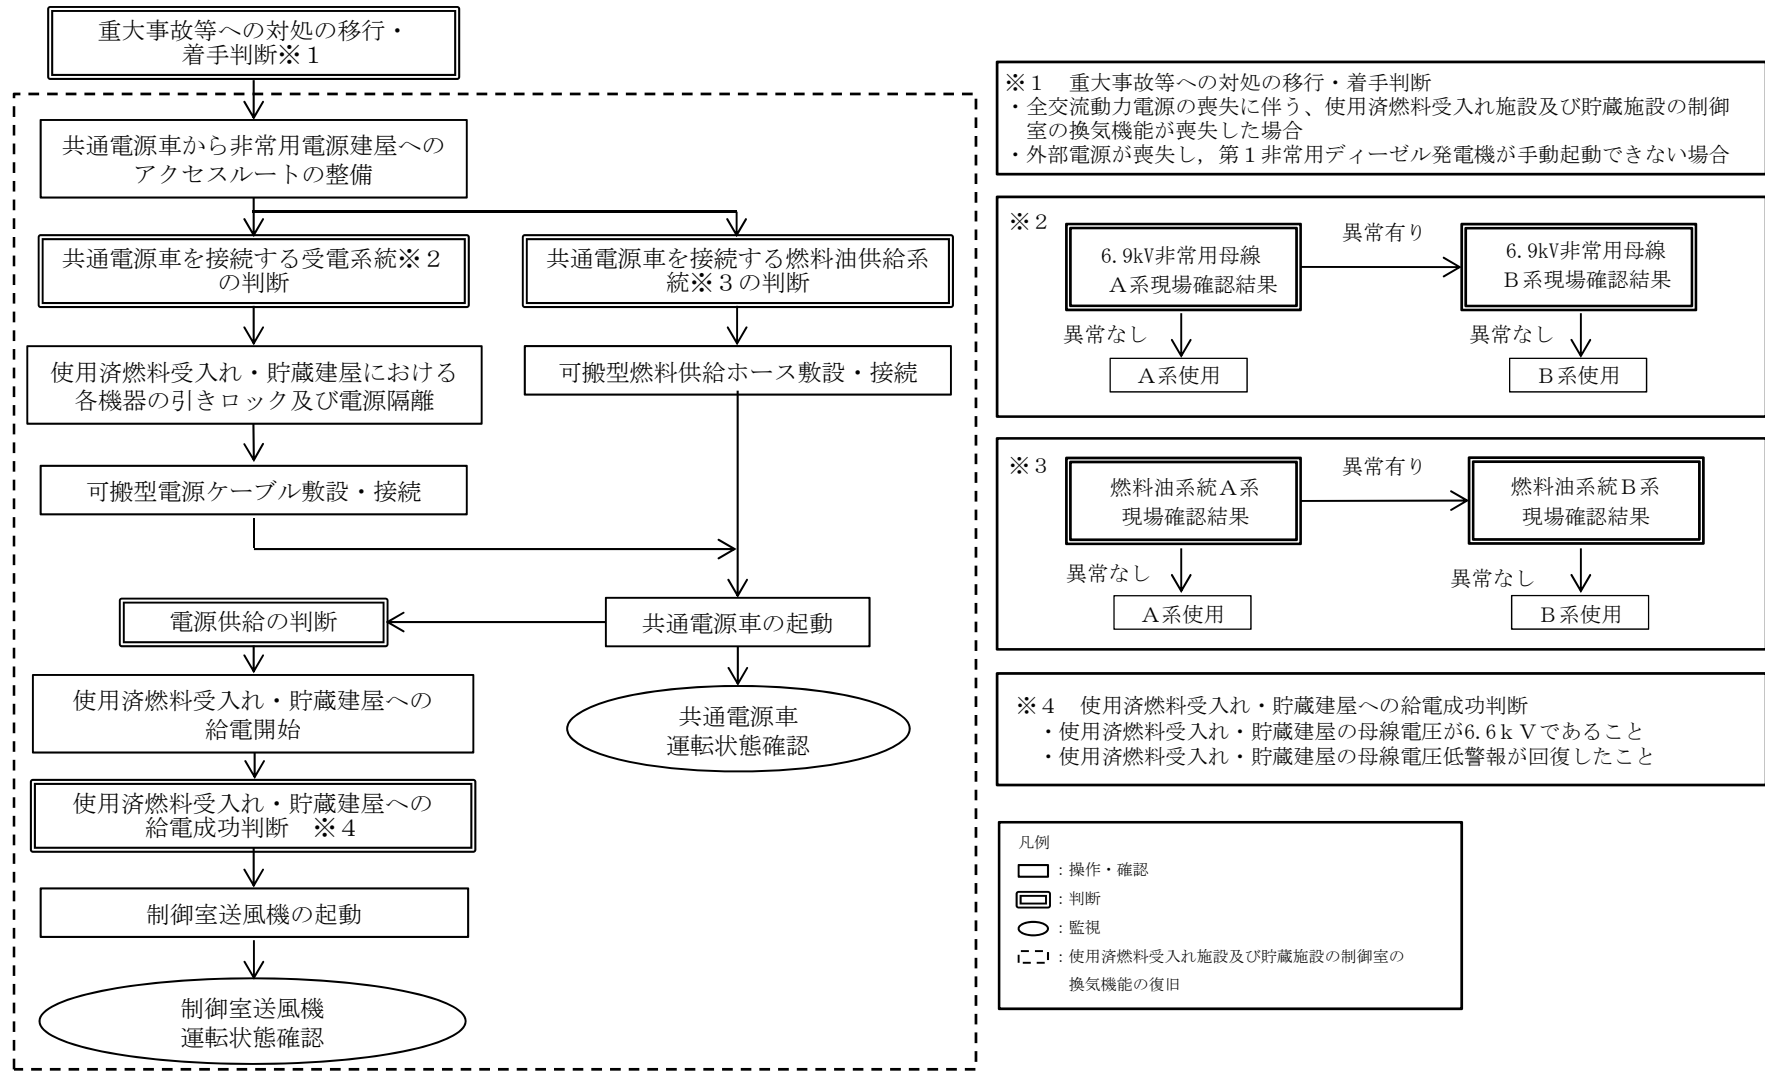 重大事故等への対処の移行・
着手判断※１
共通電源車から非常用電源建屋への
アクセスルートの整備
共通電源車を接続する受電系統※２
の判断
共通電源車を接続する燃料油供給系
統※３の判断
使用済燃料受入れ・貯蔵建屋における
各機器の引きロック及び電源隔離
可搬型燃料供給ホース敷設・接続
可搬型電源ケーブル敷設・接続
電源供給の判断
共通電源車の起動
使用済燃料受入れ・貯蔵建屋への
給電開始
共通電源車
運転状態確認
使用済燃料受入れ・貯蔵建屋への
給電成功判断　※４
制御室送風機の起動
制御室送風機
運転状態確認
※１　重大事故等への対処の移行・着手判断
・全交流動力電源の喪失に伴う、使用済燃料受入れ施設及び貯蔵施設の制御
室の換気機能が喪失した場合
・外部電源が喪失し，第１非常用ディーゼル発電機が手動起動できない場合
※２
6.9kV非常用母線
Ａ系現場確認結果
異常有り
6.9kV非常用母線
Ｂ系現場確認結果
異常なし
異常なし
Ａ系使用
Ｂ系使用
※３
燃料油系統Ａ系
現場確認結果
異常有り
燃料油系統Ｂ系
現場確認結果
異常なし
異常なし
Ａ系使用
Ｂ系使用
※４　使用済燃料受入れ・貯蔵建屋への給電成功判断
・使用済燃料受入れ・貯蔵建屋の母線電圧が6.6ｋＶであること
・使用済燃料受入れ・貯蔵建屋の母線電圧低警報が回復したこと
凡例
：操作・確認
：判断
：監視
：使用済燃料受入れ施設及び貯蔵施設の制御室の
換気機能の復旧